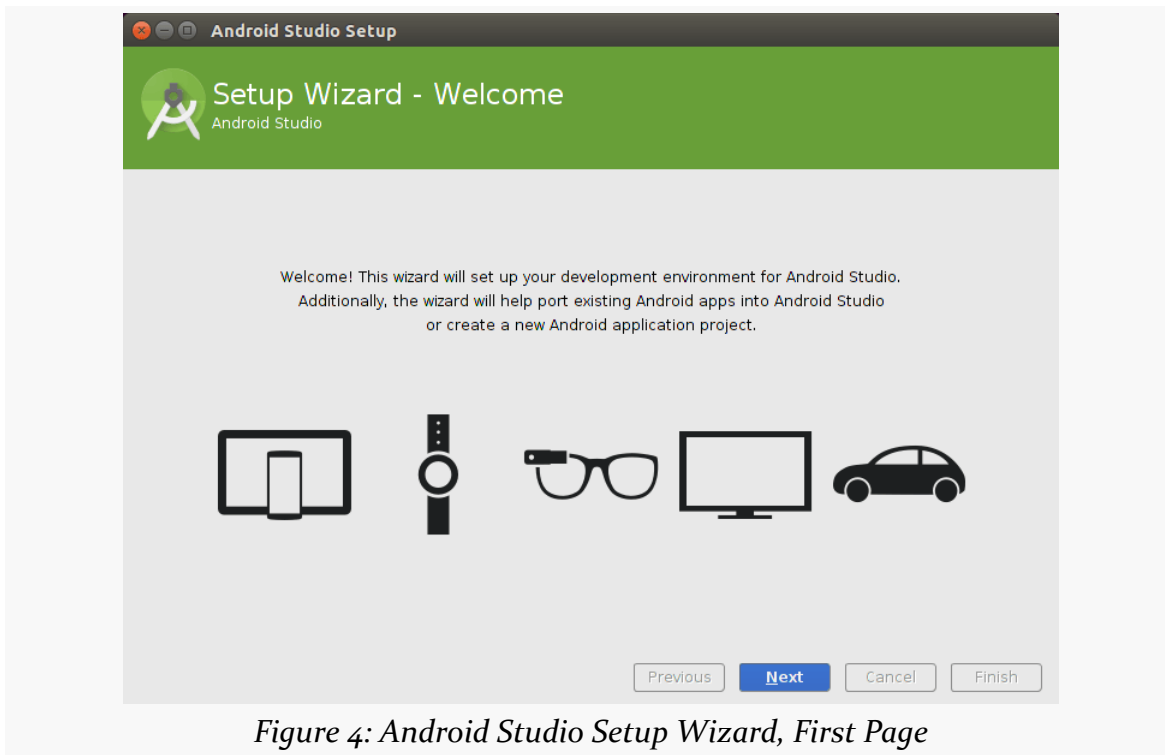 Android Studio Setup
Setup Wizard - Welcome
Android Studio
Welcome! This wizard will set up your development environment for Android Studio.
Additionally, the wizard will help port existing Android apps into Android Studio
or create a new Android application project.
Previous
Next
Cancel
Finish
Figure 4: Android Studio Setup Wizard, First Page